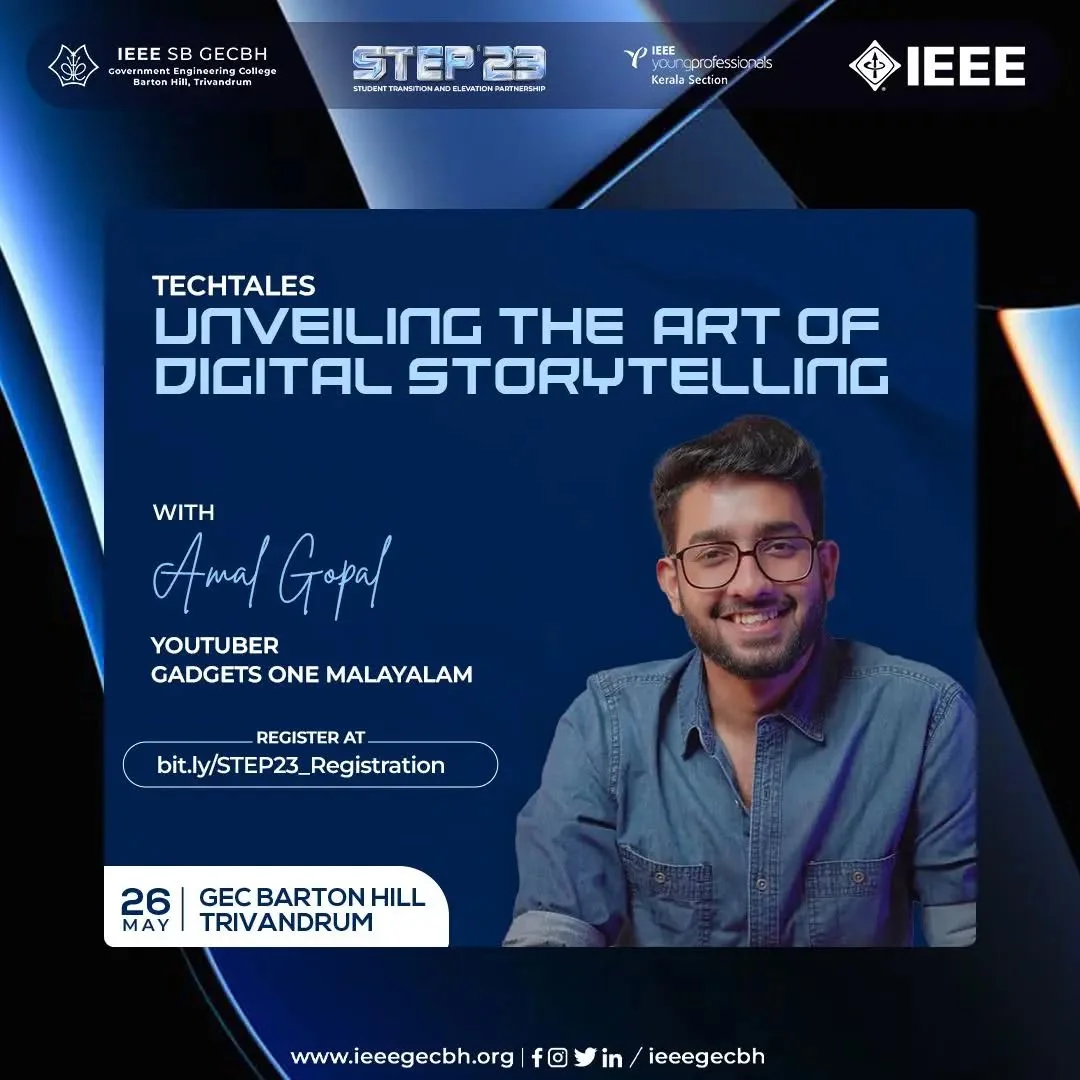 IEEE SB GECBH
Government Engineering College
Barton Hill, Trivandrum
STEP'23
STUDENT TRANSITION AND ELEVATION PARTNERSHIP
IEEE
youngprofessionals
Kerala Section
IEEE
TECHTALES
UNVEILING THE ART OF
DIGITAL STORYTELLING
WITH
Amal Gopal
YOUTUBER
GADGETS ONE MALAYALAM
REGISTER AT
bit.ly/STEP23_Registration
26
MAY
GEC BARTON HILL
TRIVANDRUM
www.ieeegecbh.org | / ieeegecbh